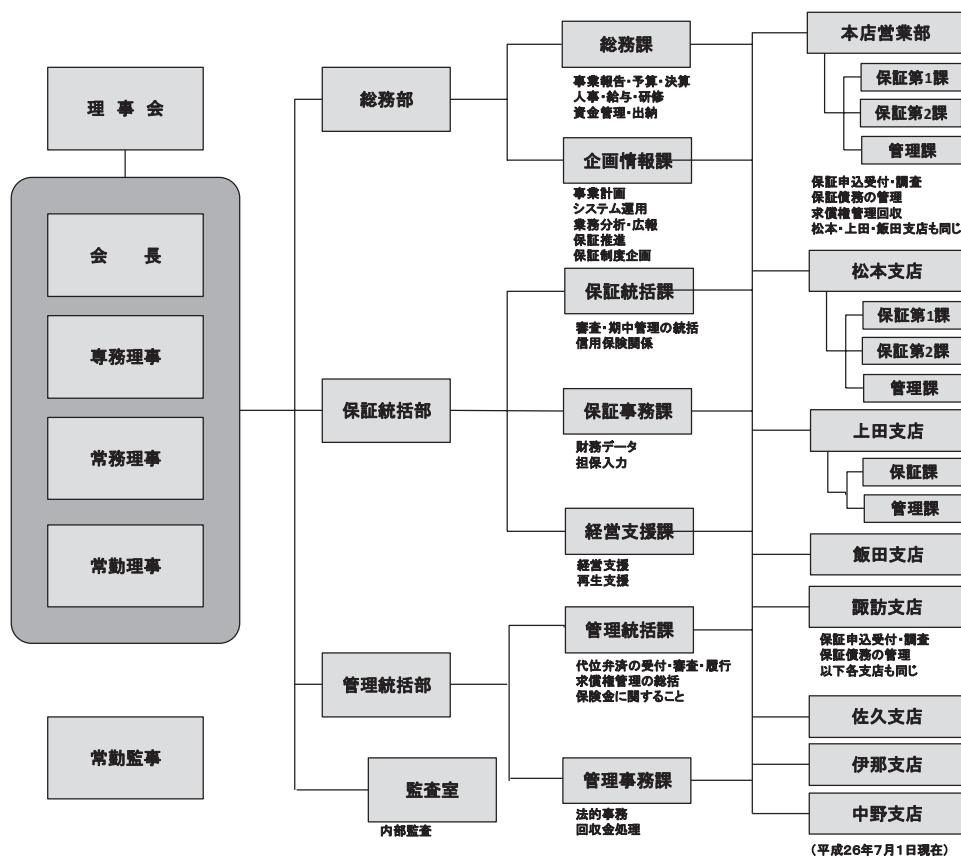 理事会
会　長
専務理事
常務理事
常勤理事
常勤監事
総務部
保証統括部
管理統括部
監査室
内部監査
総務課
事業報告・予算・決算
人事・給与・研修
資金管理・出納
企画情報課
事業計画
システム運用
業務分析・広報
保証推進
保証制度企画
保証統括課
審査・期中管理の統括
信用保険関係
保証事務課
財務データ
担保入力
経営支援課
経営支援
再生支援
管理統括課
代位弁済の受付・審査・履行
求償権管理の総括
保険金に関すること
管理事務課
法的事務
回収金処理
本店営業部
保証第1課
保証第2課
管理課
保証申込受付・調査
保証債務の管理
求償権管理回収
松本・上田・飯田支店も同じ
松本支店
保証第1課
保証第2課
管理課
上田支店
保証課
管理課
飯田支店
諏訪支店
保証申込受付・調査
保証債務の管理
以下各支店も同じ
佐久支店
伊那支店
中野支店
(平成26年7月1日現在)